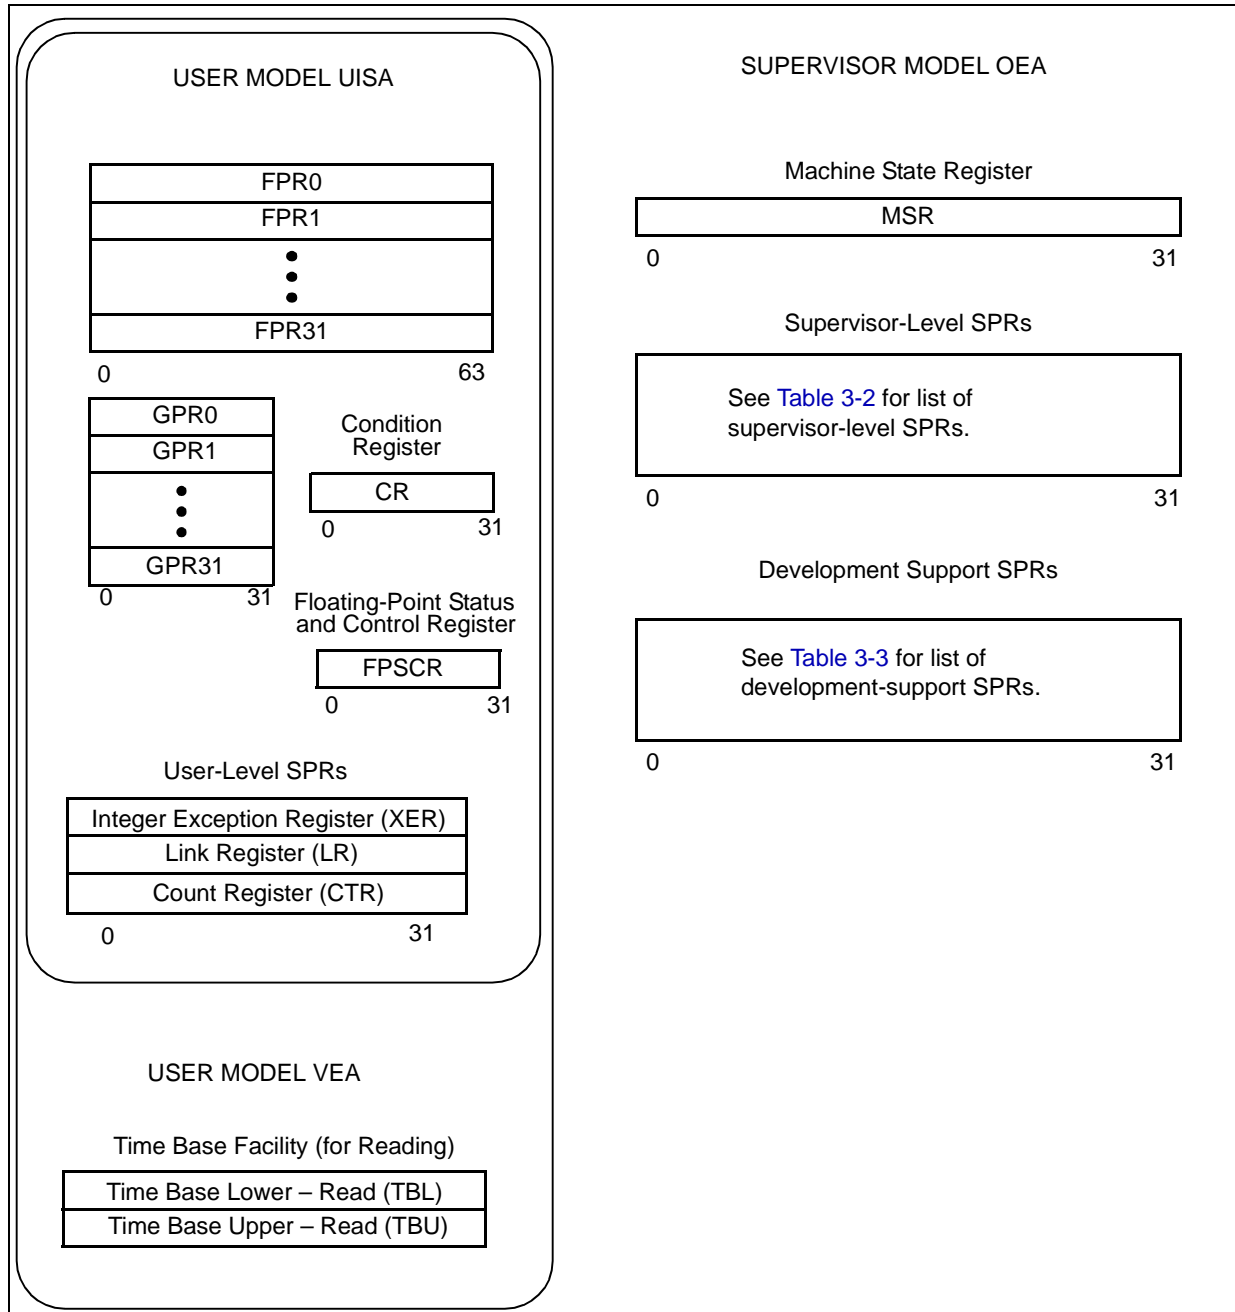 USER MODEL UISA
FPR0
FPR1
FPR31
0 63
GPR0
GPR1
GPR31
0 31
Condition
Register
CR
0 31
Floating-Point Status
and Control Register
FPSCR
0 31
User-Level SPRs
Integer Exception Register (XER)
Link Register (LR)
Count Register (CTR)
0 31
USER MODEL VEA
Time Base Facility (for Reading)
Time Base Lower – Read (TBL)
Time Base Upper – Read (TBU)
SUPERVISOR MODEL OEA
Machine State Register
MSR
0 31
Supervisor-Level SPRs
See Table 3-2 for list of
supervisor-level SPRs.
0 31
Development Support SPRs
See Table 3-3 for list of
development-support SPRs.
0 31